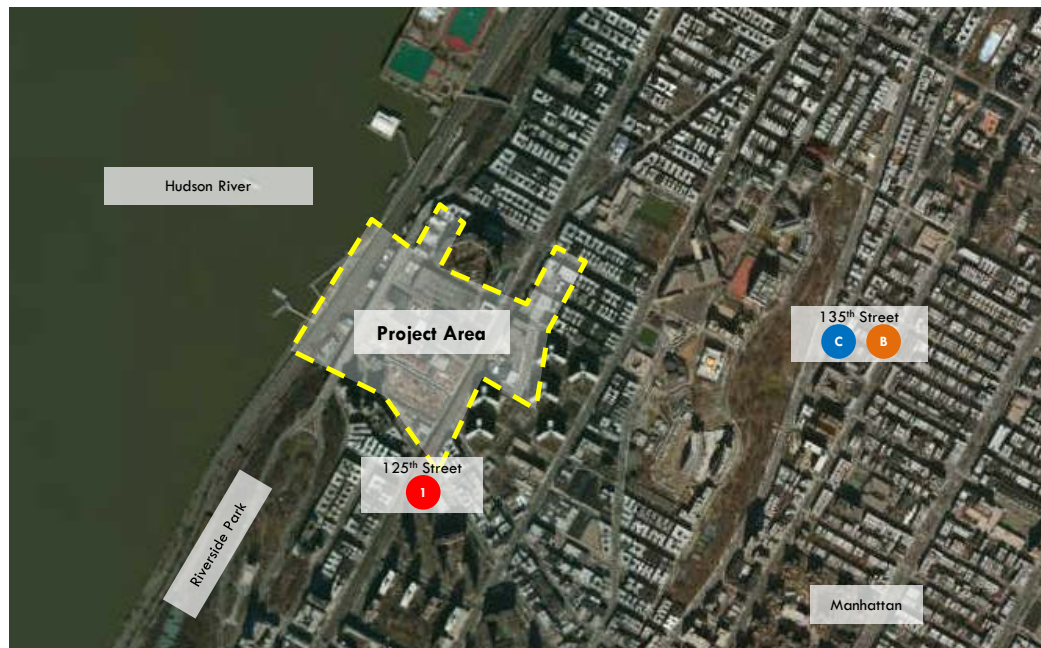 Hudson River
Project Area
135th Street
C B
125th Street
1
Riverside Park
Manhattan